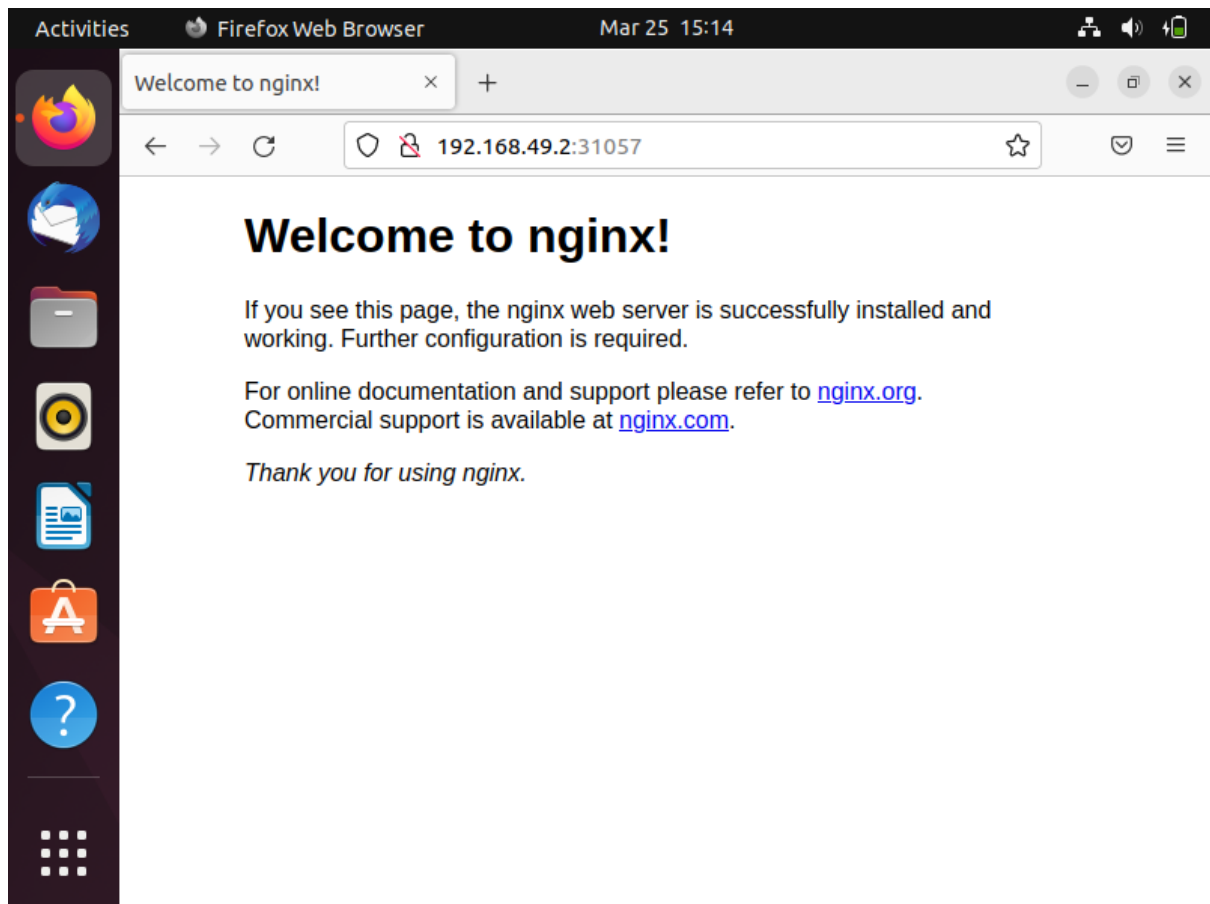 Activities Firefox Web Browser Mar 25 15:14
Welcome to nginx!
192.168.49.2:31057
Welcome to nginx!
If you see this page, the nginx web server is successfully installed and
working. Further configuration is required.
For online documentation and support please refer to nginx.org.
Commercial support is available at nginx.com.
Thank you for using nginx.